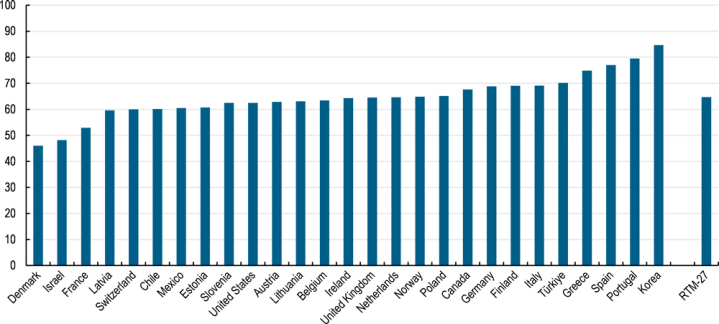 100
90
80
70
60
50
40
30
20
10
0
Denmark
Israel
France
Latvia
Switzerland
Chile
Mexico
Estonia
Slovenia
United States
Austria
Lithuania
Belgium
Ireland
United Kingdom
Netherlands
Norway
Poland
Canada
Germany
Finland
Italy
Türkiye
Greece
Spain
Portugal
Korea
RTM-27